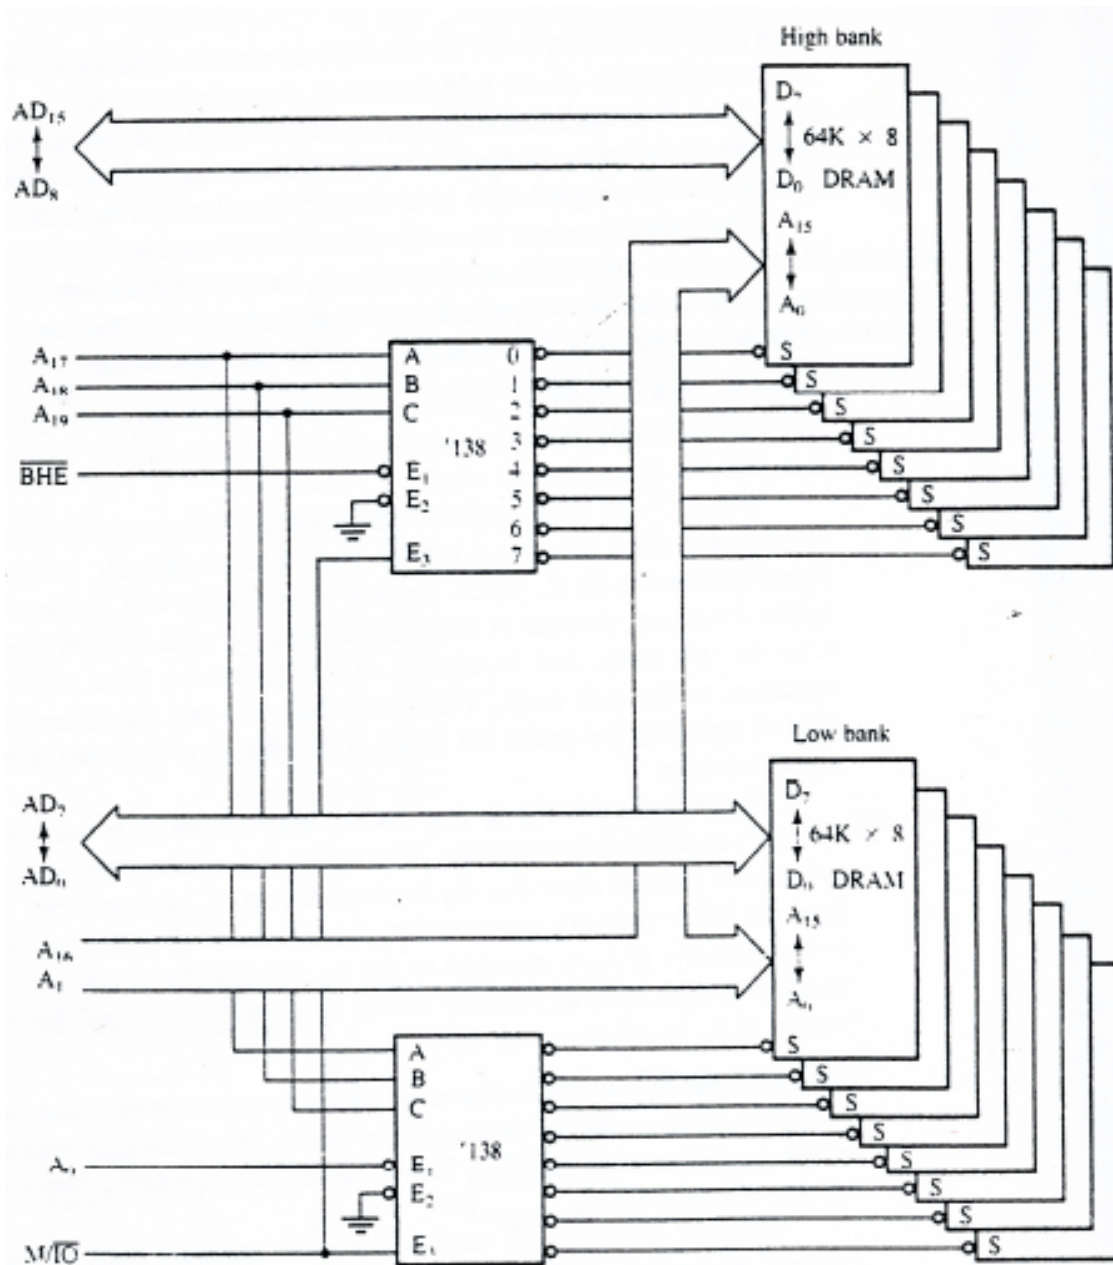 High bank
AD₁₅
AD₈
D₇
64K × 8
D₀ DRAM
A₁₅
A₀
A₁₇
A₁₈
A₁₉
B̅H̅E̅
A 0
B 1
C 2
'138 3
E₁ 4
E₂ 5
6
E₃ 7
S
S
S
S
S
S
S
S
Low bank
AD₇
AD₀
D₇
64K × 8
D₀ DRAM
A₁₅
A₀
A₁₆
A₁
A
B
C
'138
E₁
E₂
E₃
A₀
M/I̅O̅
S
S
S
S
S
S
S
S